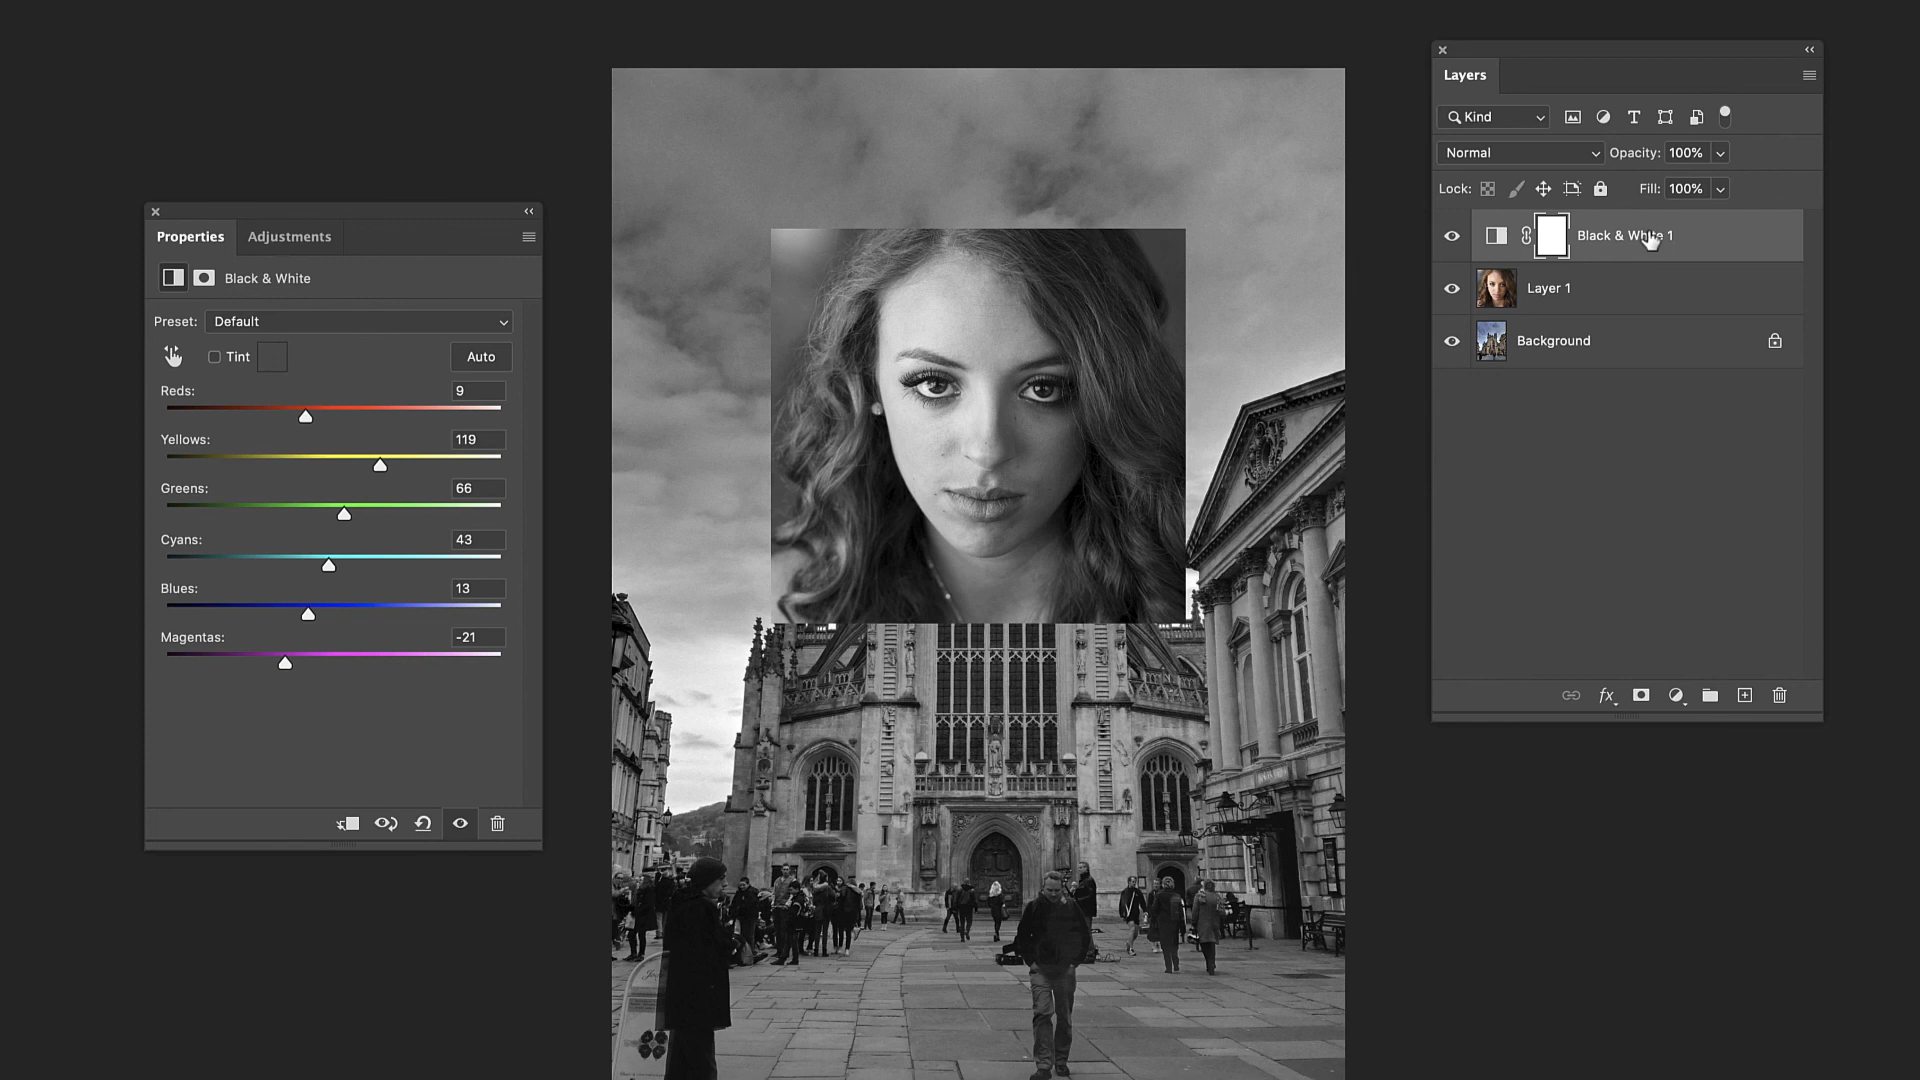 Properties
Adjustments
Black & White
Preset: Default
Tint
Auto
Reds: 9
Yellows: 119
Greens: 66
Cyans: 43
Blues: 13
Magentas: -21
Layers
Kind
Normal
Opacity: 100%
Lock:
Fill: 100%
Black & White 1
Layer 1
Background
fx